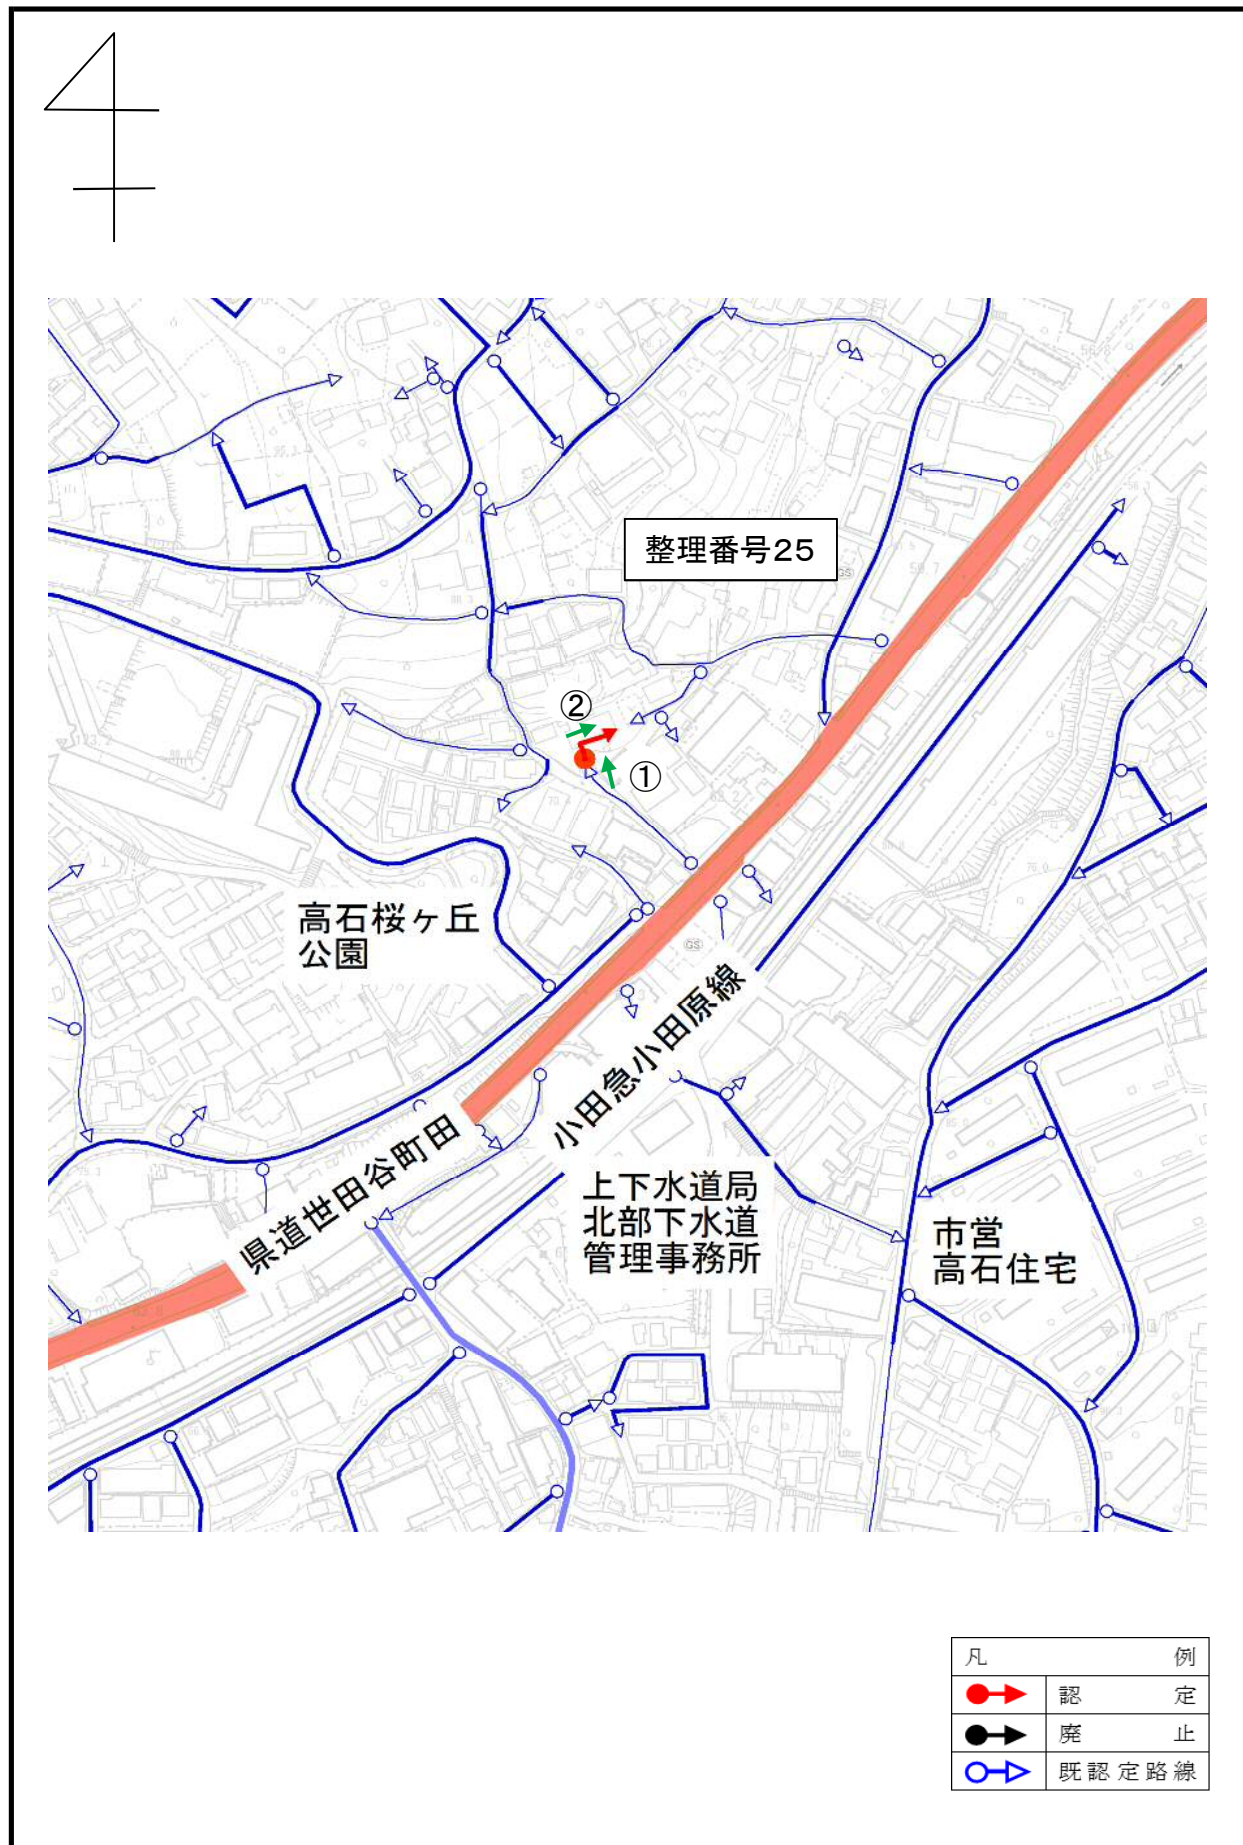 整理番号25
②
①
高石桜ヶ丘
公園
GS
GS
小田急小田原線
県道世田谷町田
上下水道局
北部下水道
管理事務所
市営
高石住宅
凡例
認定
廃止
既認定路線